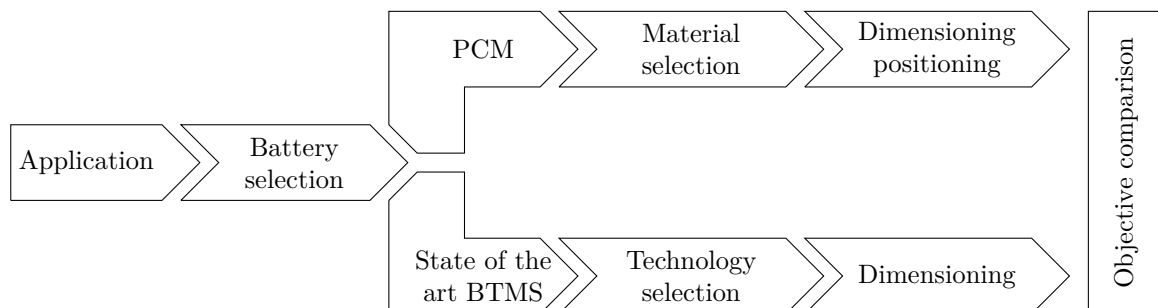 Application
Battery
selection
PCM
Material
selection
Dimensioning
positioning
State of the
art BTMS
Technology
selection
Dimensioning
Objective comparison